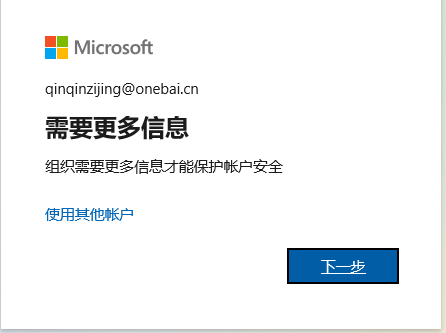 Microsoft
qinqinzijing@onebai.cn
需要更多信息
组织需要更多信息才能保护帐户安全
使用其他帐户
下一步